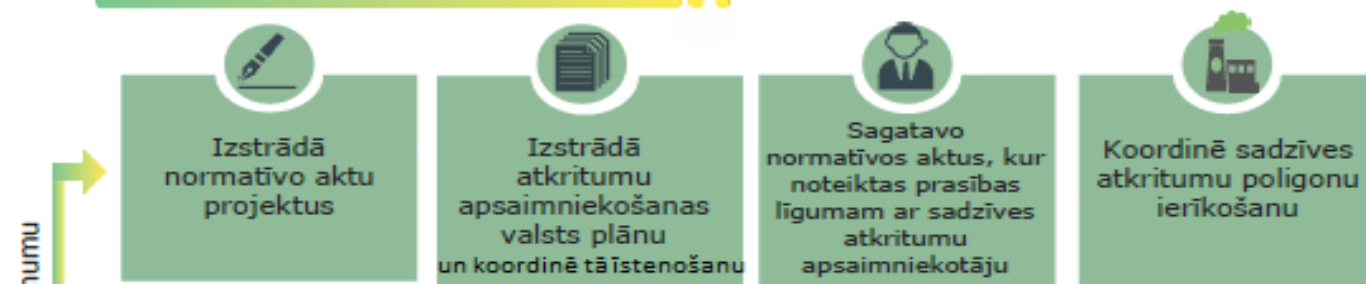 Izstrādā
normatīvo aktu
projektus
Izstrādā
atkritumu
apsaimniekošanas
valsts plānu
un koordinē tā īstenošanu
Sagatavo
normatīvos aktus, kur
noteiktas prasības
līgumam ar sadzīves
atkritumu
apsaimniekotāju
Koordinē sadzīves
atkritumu poligonu
ierīkošanu